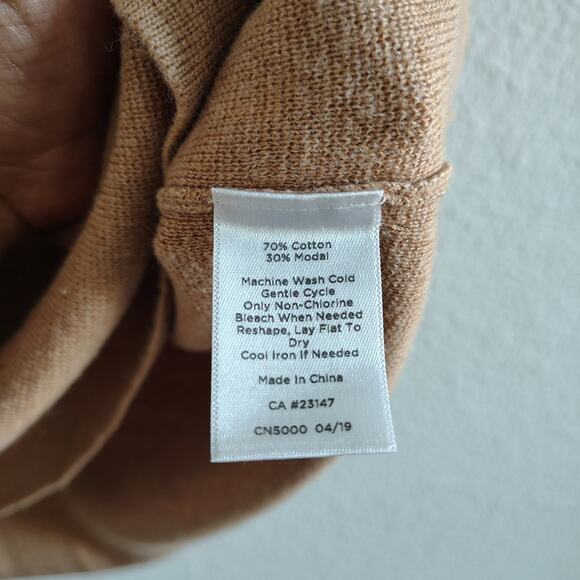 70% Cotton
30% Modal
Machine Wash Cold
Gentle Cycle
Only Non-Chlorine
Bleach When Needed
Reshape, Lay Flat To
Dry
Cool Iron If Needed
Made In China
CA #23147
CN5000 04/19